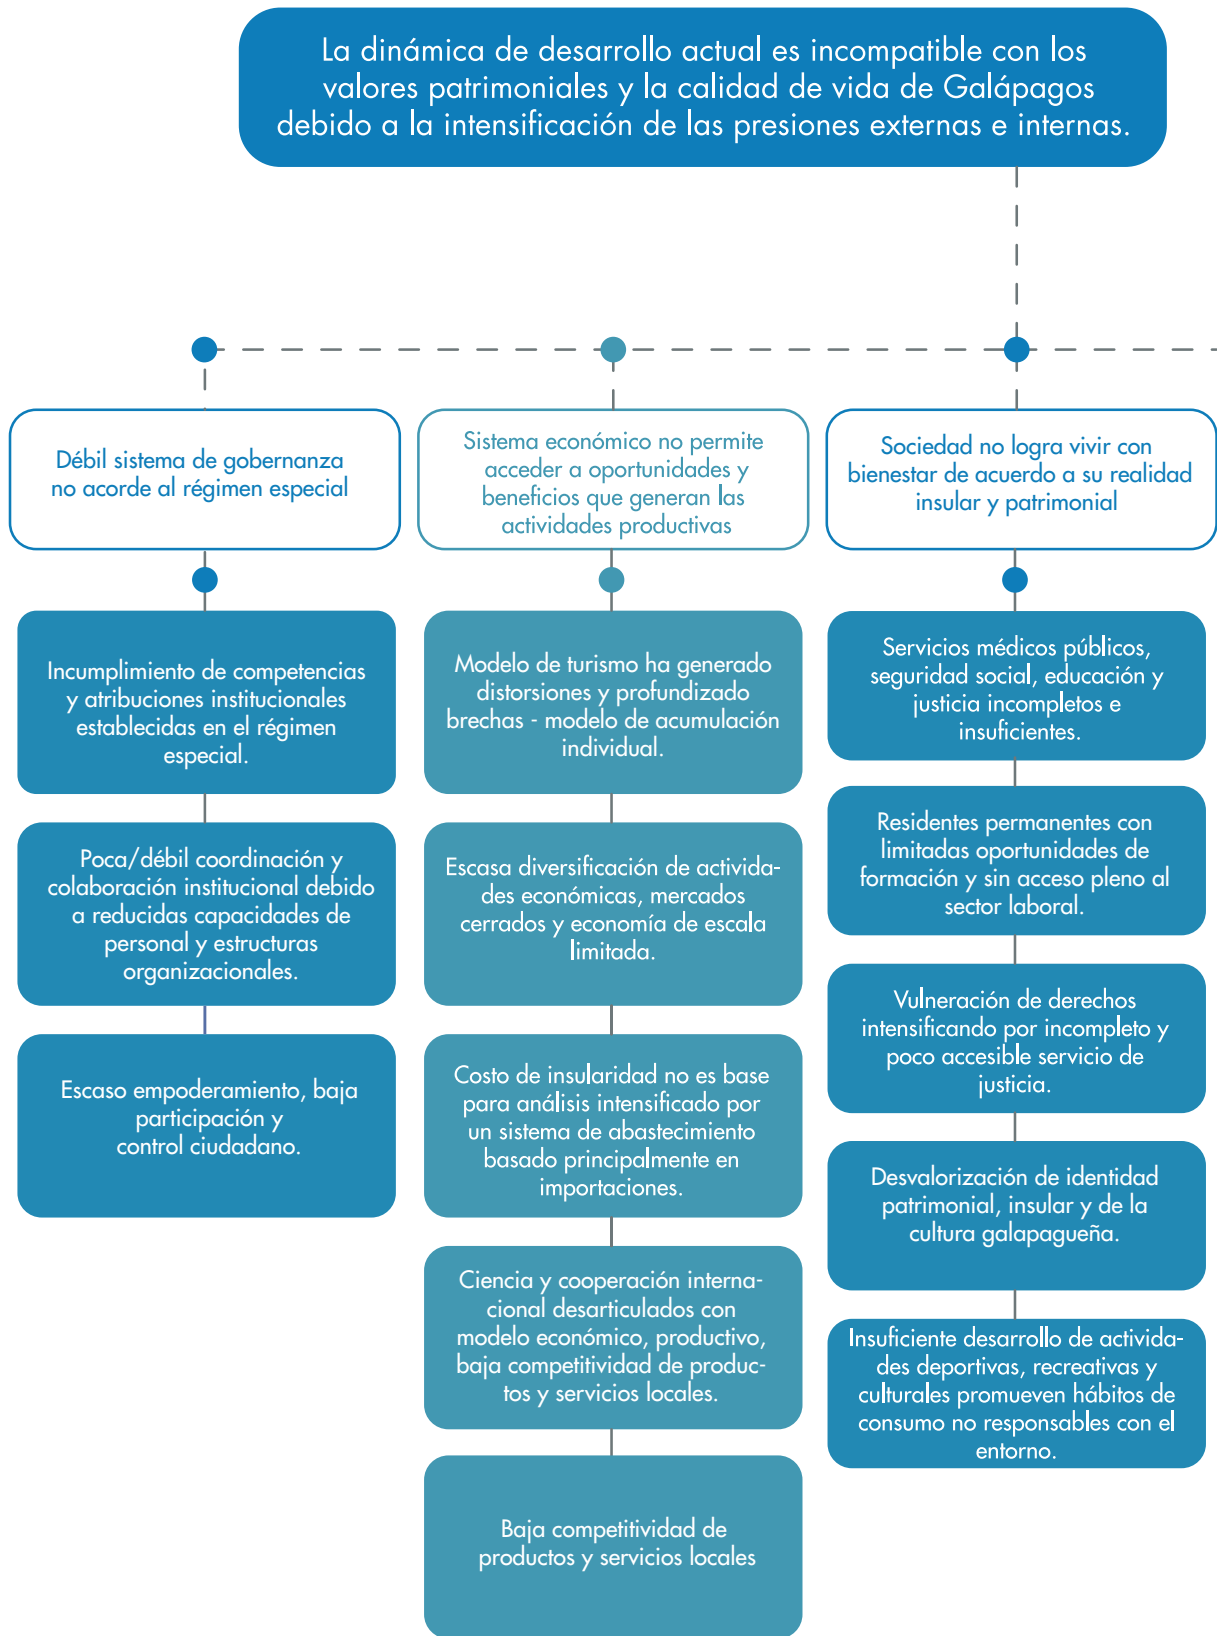 La dinámica de desarrollo actual es incompatible con los
valores patrimoniales y la calidad de vida de Galápagos
debido a la intensificación de las presiones externas e internas.
Débil sistema de gobernanza
no acorde al régimen especial
Incumplimiento de competencias
y atribuciones institucionales
establecidas en el régimen
especial.
Poca/débil coordinación y
colaboración institucional debido
a reducidas capacidades de
personal y estructuras
organizacionales.
Escaso empoderamiento, baja
participación y
control ciudadano.
Sistema económico no permite
acceder a oportunidades y
beneficios que generan las
actividades productivas
Modelo de turismo ha generado
distorsiones y profundizado
brechas - modelo de acumulación
individual.
Escasa diversificación de activida-
des económicas, mercados
cerrados y economía de escala
limitada.
Costo de insularidad no es base
para análisis intensificado por
un sistema de abastecimiento
basado principalmente en
importaciones.
Ciencia y cooperación interna-
cional desarticulados con
modelo económico, productivo,
baja competitividad de produc-
tos y servicios locales.
Baja competitividad de
productos y servicios locales
Sociedad no logra vivir con
bienestar de acuerdo a su realidad
insular y patrimonial
Servicios médicos públicos,
seguridad social, educación y
justicia incompletos e
insuficientes.
Residentes permanentes con
limitadas oportunidades de
formación y sin acceso pleno al
sector laboral.
Vulneración de derechos
intensificando por incompleto y
poco accesible servicio de
justicia.
Desvalorización de identidad
patrimonial, insular y de la
cultura galapagueña.
Insuficiente desarrollo de activida-
des deportivas, recreativas y
culturales promueven hábitos de
consumo no responsables con el
entorno.